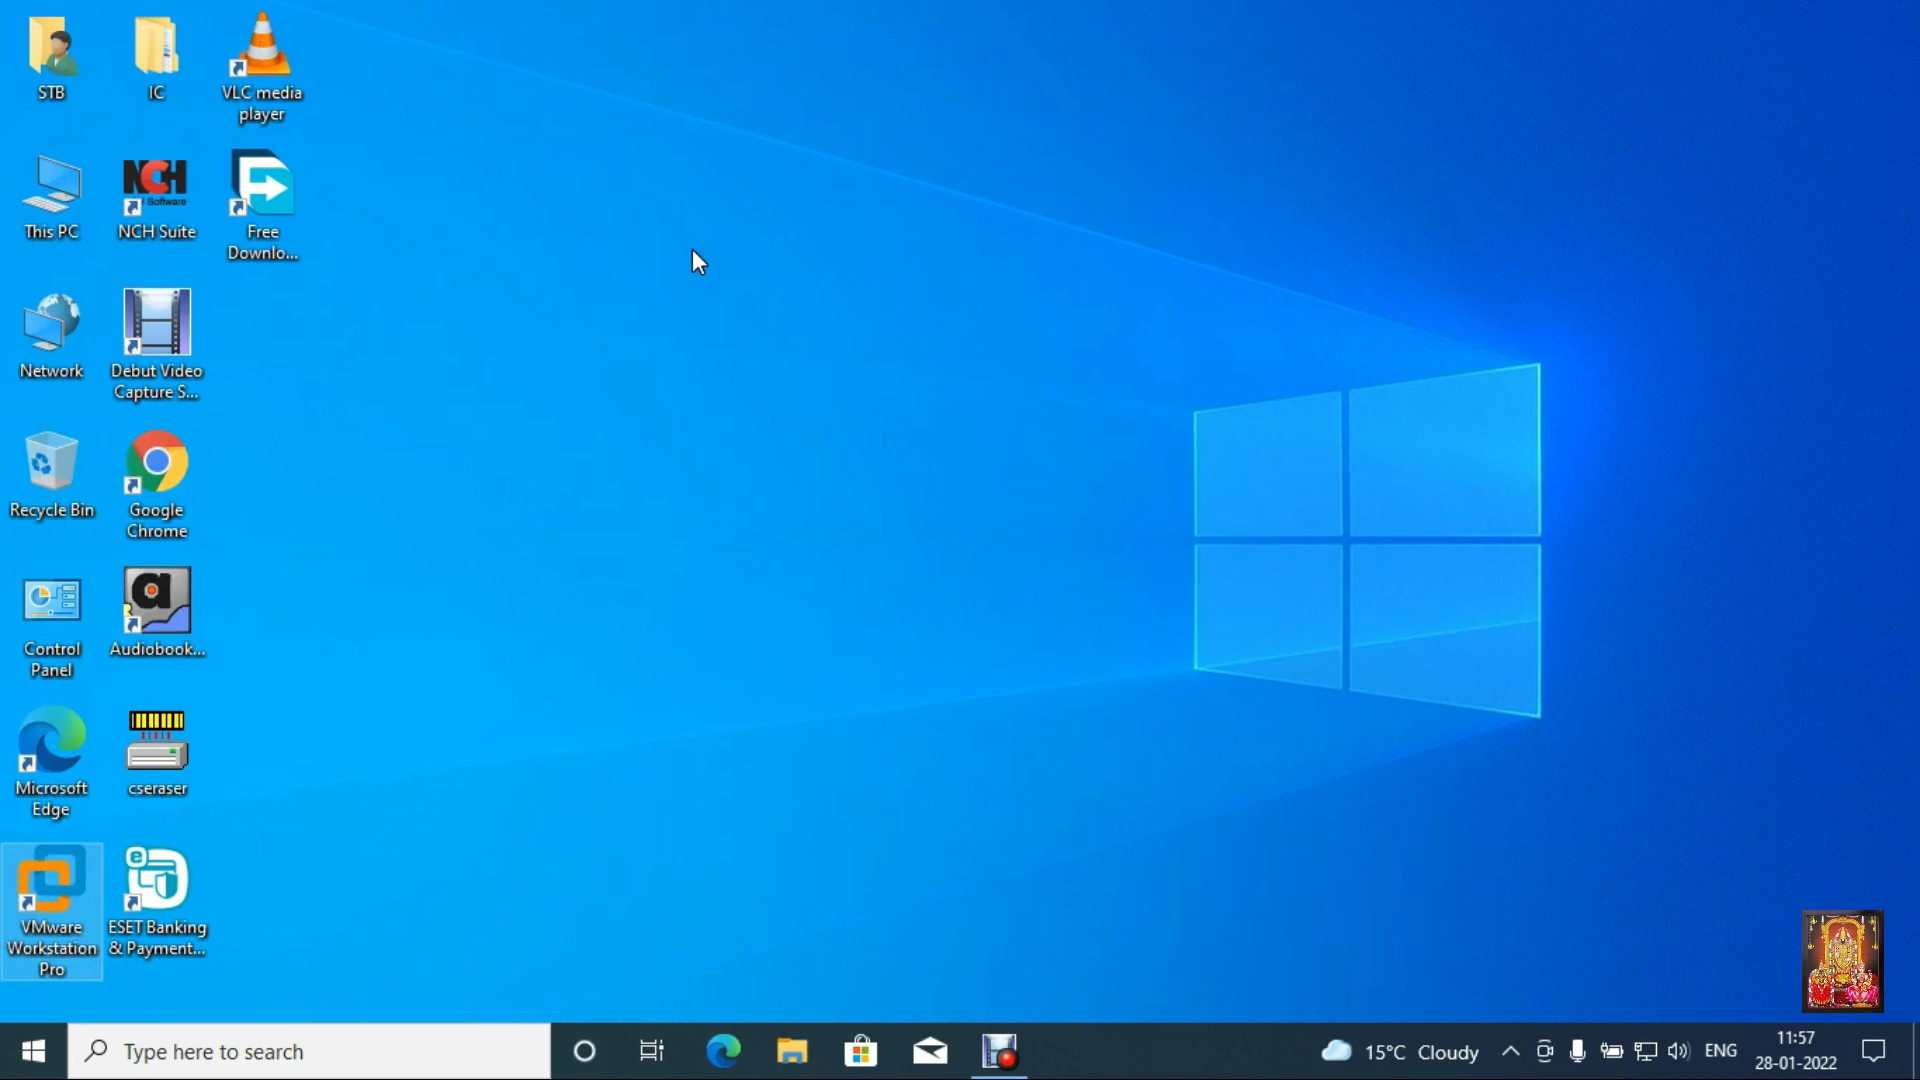 STB
IC
VLC media
player
This PC
NCH
Software
NCH Suite
Free
Downlo...
Network
Debut Video
Capture S...
Recycle Bin
Google
Chrome
Control
Panel
a
Audiobook...
Microsoft
Edge
cseraser
VMware
Workstation
Pro
e
ESET Banking
& Payment...
Type here to search
15°C Cloudy
ENG
11:57
28-01-2022